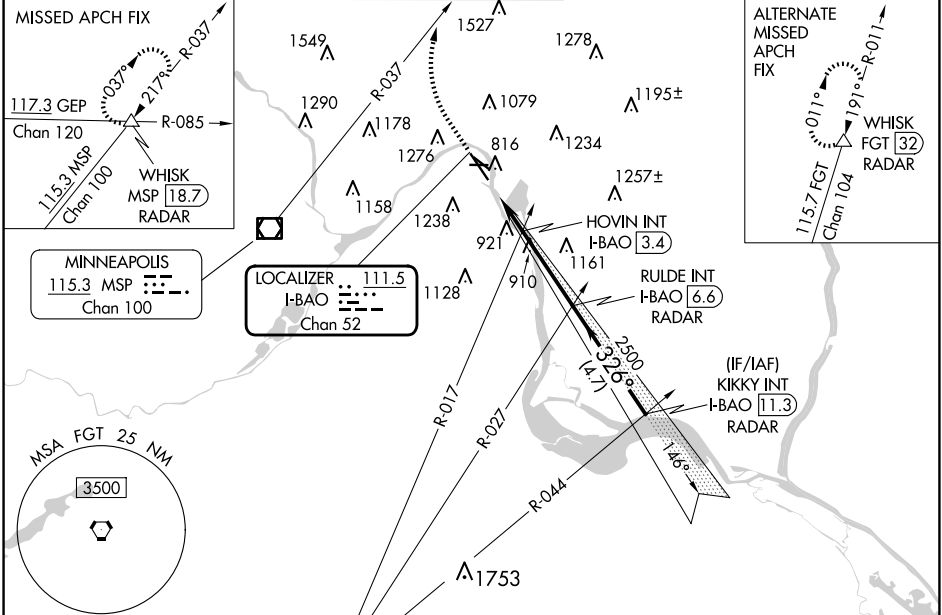 MISSED APCH FIX
037°
217°
R-037
117.3 GEP
Chan 120
R-085
115.3 MSP
Chan 100
WHISK
MSP 18.7
RADAR
1549
1527
1278
1290
1178
1079
1195±
1276
816
1234
1158
1238
1257±
921
910
1161
1128
R-037
ALTERNATE
MISSED
APCH
FIX
R-011
011°
191°
WHISK
FGT 32
RADAR
115.7 FGT
Chan 104
MINNEAPOLIS
115.3 MSP
Chan 100
LOCALIZER 111.5
I-BAO
Chan 52
HOVIN INT
I-BAO 3.4
RULDE INT
I-BAO 6.6
RADAR
2500
326°
(4.7)
(IF/IAF)
KIKKY INT
I-BAO 11.3
RADAR
146°
R-017
R-027
R-044
MSA FGT 25 NM
3500
1753